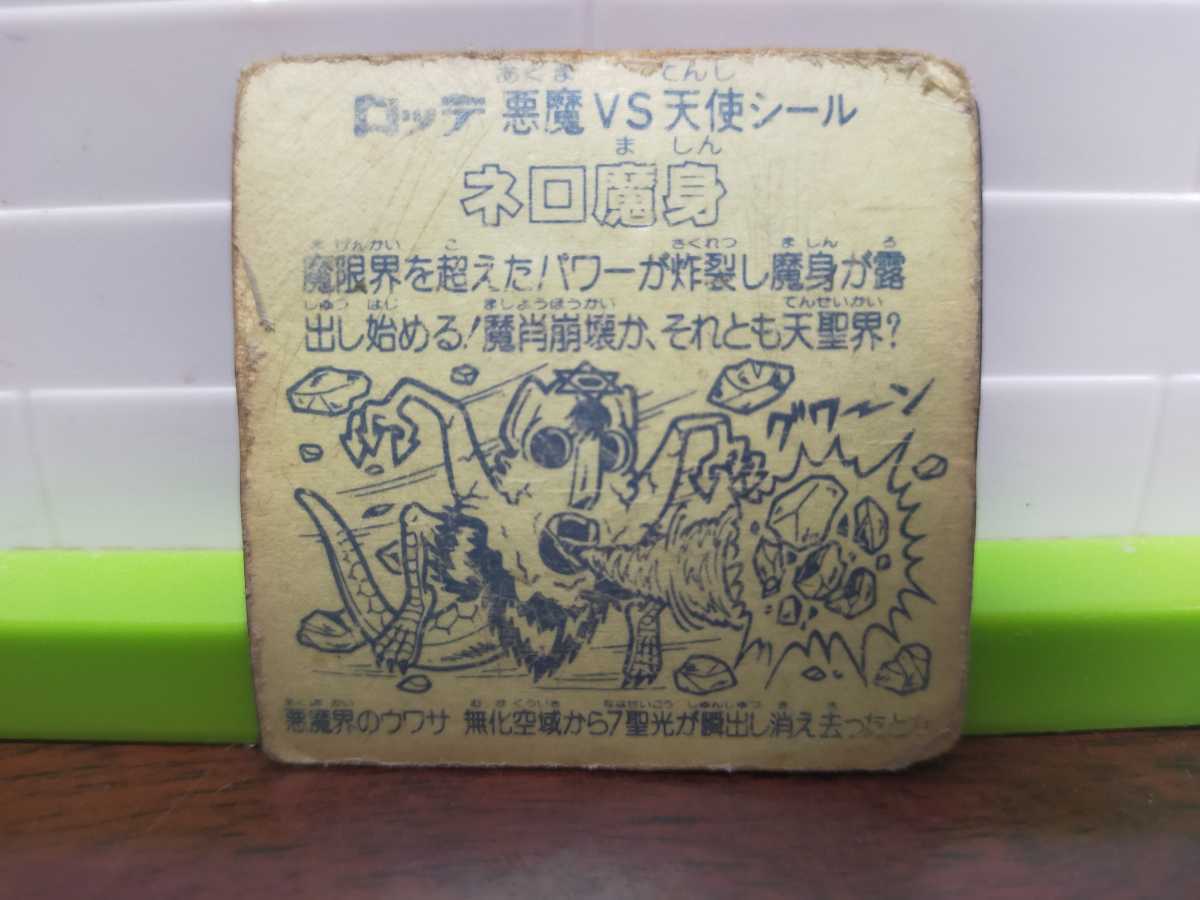 あくま てんし
ロッテ 悪魔VS天使シール
ま しん
ネロ魔身
ま げんかい こ さくれつ ま しん ろ
魔限界を超えたパワーが炸裂し魔身が露
しゅつ はじ ましょうほうかい てんせいかい
出し始める!魔肖崩壊か、それとも天聖界?
グワーン
あくまかい む かくういき ななせいこう しゅんしゅつ き さ
悪魔界のウワサ 無化空域から7聖光が瞬出し消え去ったとか